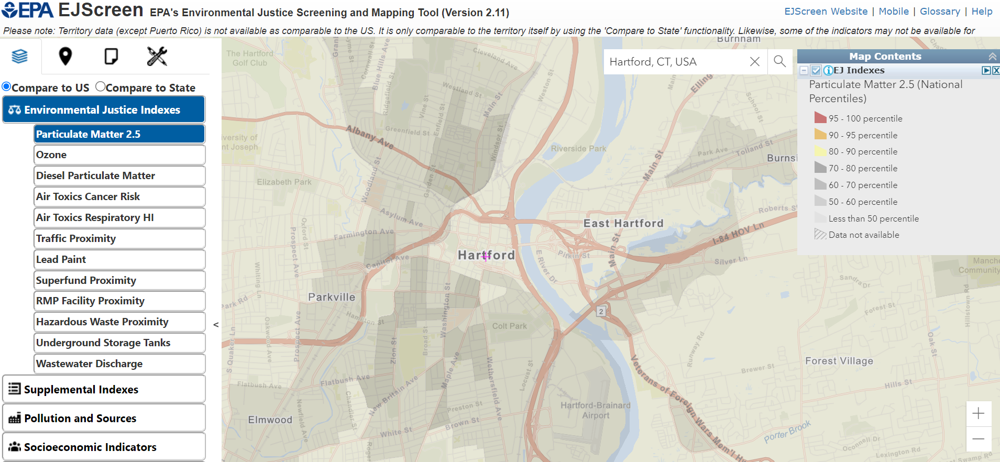 EPA EJScreen EPA's Environmental Justice Screening and Mapping Tool (Version 2.11)
EJScreen Website | Mobile | Glossary | Help
Please note: Territory data (except Puerto Rico) is not available as comparable to the US. It is only comparable to the territory itself by using the 'Compare to State' functionality. Likewise, some of the indicators may not be available for
Compare to US Compare to State
Environmental Justice Indexes
Particulate Matter 2.5
Ozone
Diesel Particulate Matter
Air Toxics Cancer Risk
Air Toxics Respiratory HI
Traffic Proximity
Lead Paint
Superfund Proximity
RMP Facility Proximity
Hazardous Waste Proximity
Underground Storage Tanks
Wastewater Discharge
Supplemental Indexes
Pollution and Sources
Socioeconomic Indicators
<
Hartford, CT, USA
Map Contents
EJ Indexes
Particulate Matter 2.5 (National
Percentiles)
95 - 100 percentile
90 - 95 percentile
80 - 90 percentile
70 - 80 percentile
60 - 70 percentile
50 - 60 percentile
Less than 50 percentile
Data not available
Burnham
The Hartford
Golf Club
Cornwall St
Blue Hills Ave
Cleveland Ave
Weston St
Main
Elling
School St
Westland St
Main St
Ridgefield St
Vine St
Enfield St
Greenfield St
Windsor St
Albany Ave
iversity of
nt Joseph
Riverside Park
Park Ave
Tolland St
Burnsi
Main St
Elizabeth Park
Woodland St
Garden St
Asylum Ave
Farmington Ave
Oxford St
Prospect Ave
East Hartford
Roberts S
I-84 HOV Ln
Silver Ln
Main St
Pitkin St
E River Dr
Hartford
Capitol Ave
Whiting Ln
Manche
Community
Sandra Dr
Forest St
Hillstown Rd
Parkville
Park Rd
Hamilton St
Washington St
2
Colt Park
Oakwood Ave
Prospect Ave
S Quaker Ln
Zion St
Broad St
Maple Ave
Wethersfield Ave
Locust St
Runway Rd
Oak St
Forest Village
Brewer St
Hills St
Flatbush Ave
Flatbush Ave
New Britain Ave
Chandler St
Newfield Ave
Veterans of Foreign Wars Mem'l Hw
Hartford-Brainard
Airport
Preston St
Brown St
White St
Elmwood
Roger
Porter Brook
Oconnell Dr
Lexington Rd
Swamp Rd